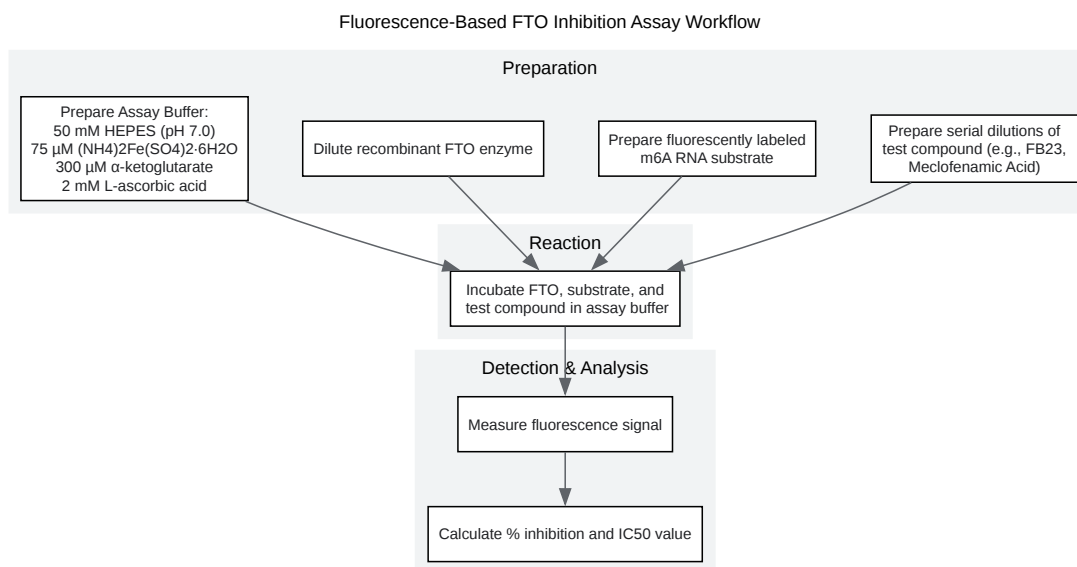 Fluorescence-Based FTO Inhibition Assay Workflow
Preparation
Prepare Assay Buffer:
50 mM HEPES (pH 7.0)
75 µM (NH4)2Fe(SO4)2·6H2O
300 µM α-ketoglutarate
2 mM L-ascorbic acid
Dilute recombinant FTO enzyme
Prepare fluorescently labeled
m6A RNA substrate
Prepare serial dilutions of
test compound (e.g., FB23,
Meclofenamic Acid)
Reaction
Incubate FTO, substrate, and
test compound in assay buffer
Detection & Analysis
Measure fluorescence signal
Calculate % inhibition and IC50 value